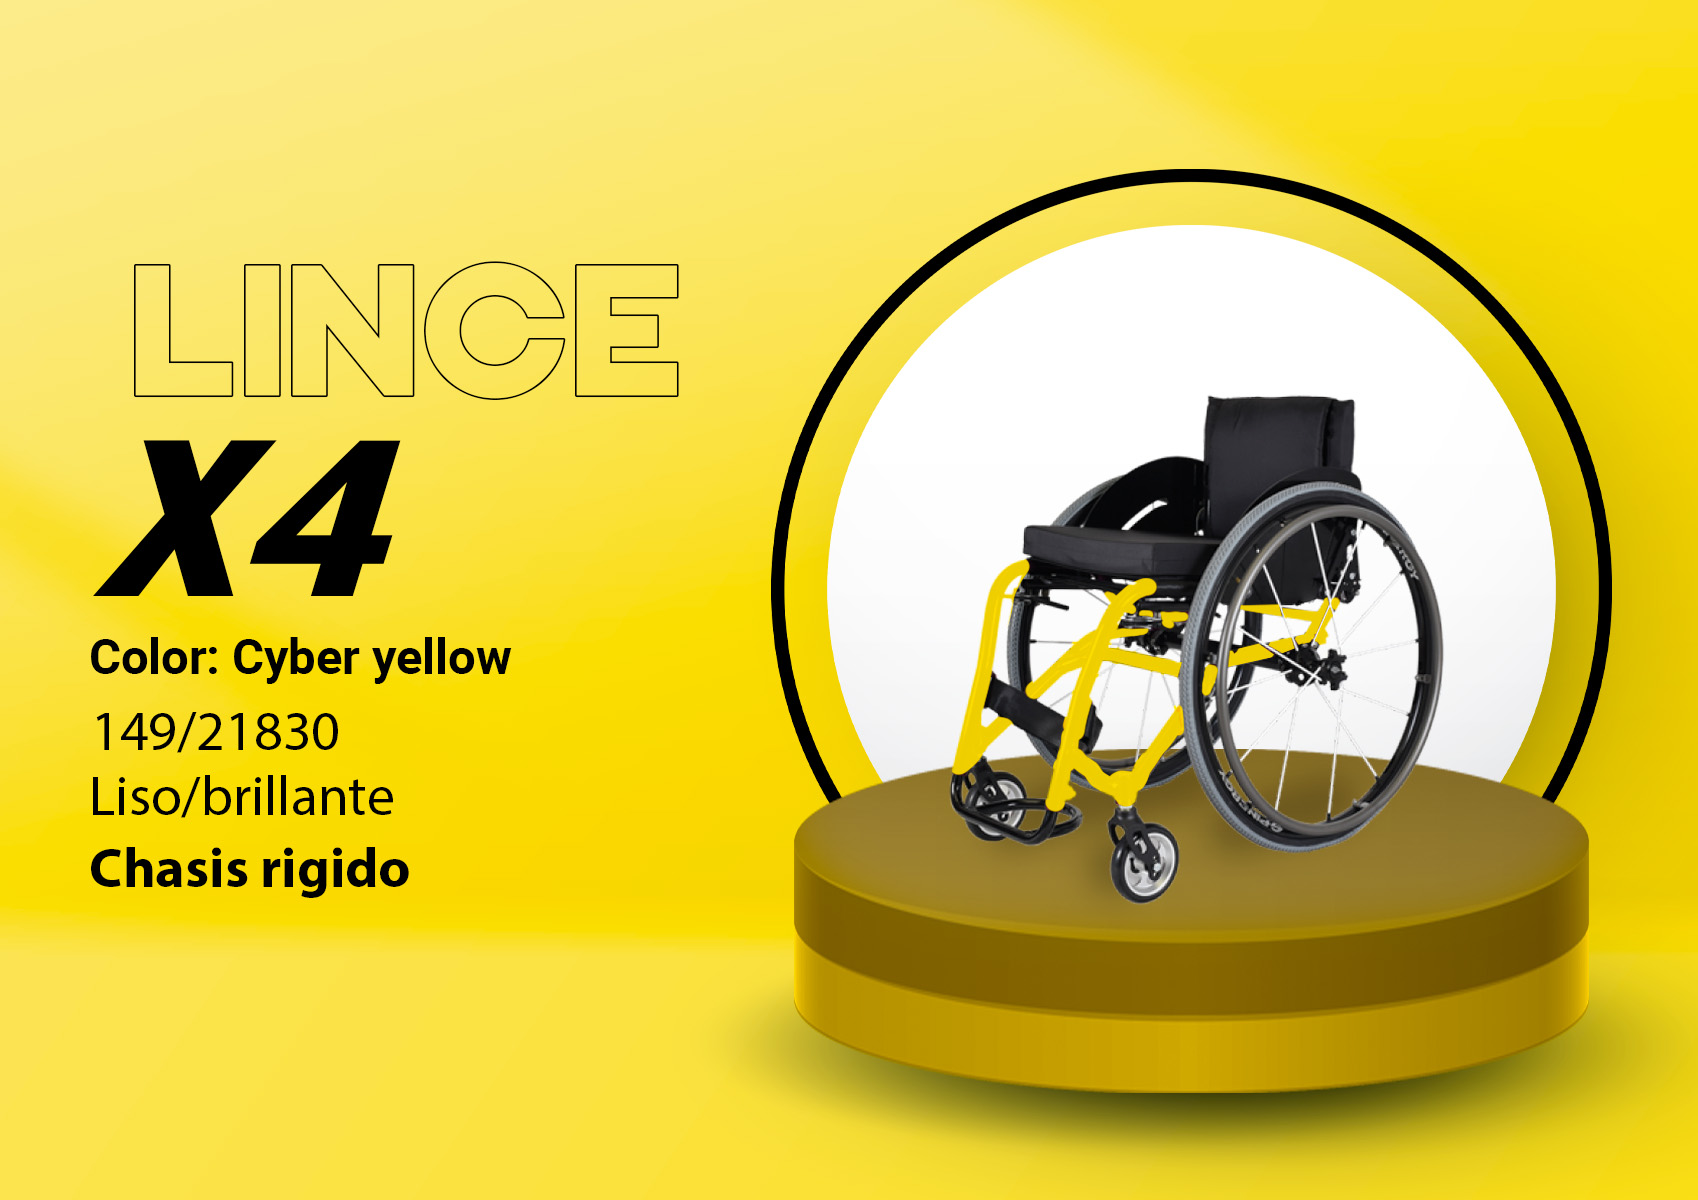 LINCE
X4
Color: Cyber yellow
149/21830
Liso/brillante
Chasis rigido